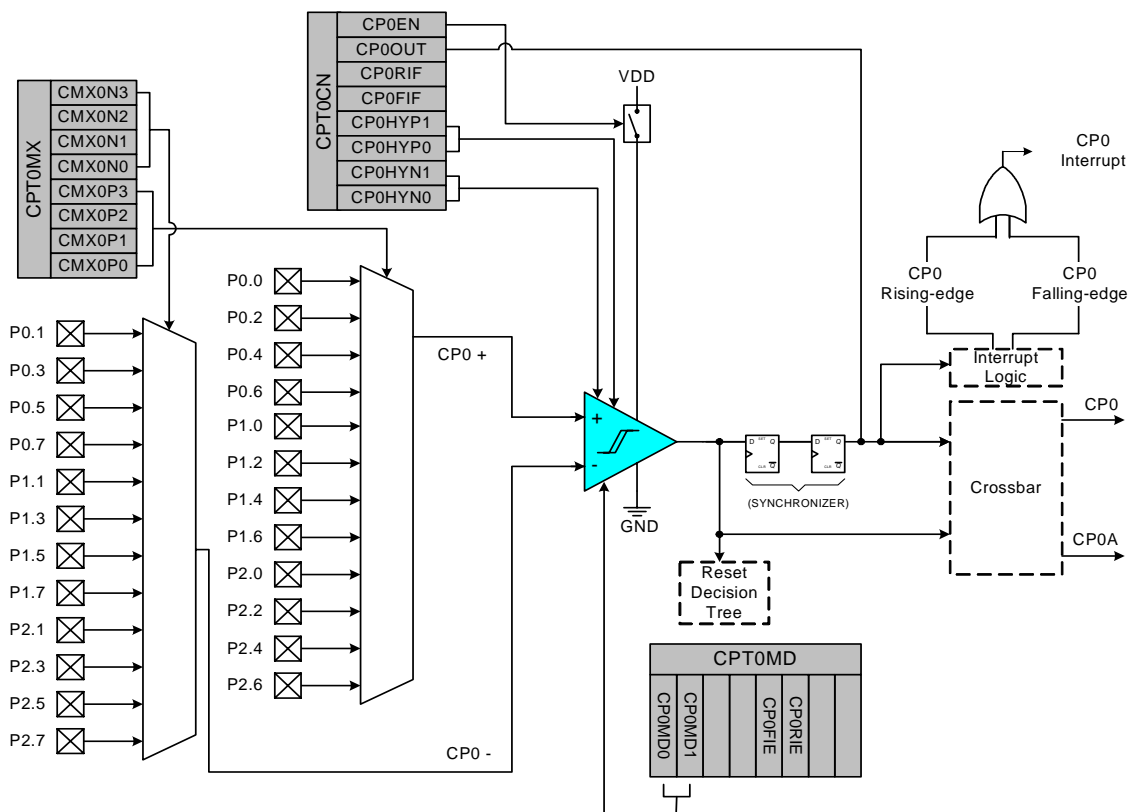 CPT0MX
CMX0N3
CMX0N2
CMX0N1
CMX0N0
CMX0P3
CMX0P2
CMX0P1
CMX0P0
CPT0CN
CP0EN
CP0OUT
CP0RIF
CP0FIF
CP0HYP1
CP0HYP0
CP0HYN1
CP0HYN0
VDD
CP0
Interrupt
CP0
Rising-edge
CP0
Falling-edge
Interrupt
Logic
P0.1
P0.3
P0.5
P0.7
P1.1
P1.3
P1.5
P1.7
P2.1
P2.3
P2.5
P2.7
P0.0
P0.2
P0.4
P0.6
P1.0
P1.2
P1.4
P1.6
P2.0
P2.2
P2.4
P2.6
CP0 +
CP0 -
+
-
GND
D SET Q
CLR Q
D SET Q
CLR Q
(SYNCHRONIZER)
Reset
Decision
Tree
Crossbar
CP0
CP0A
CPT0MD
CP0MD0
CP0MD1
CP0FIE
CP0RIE